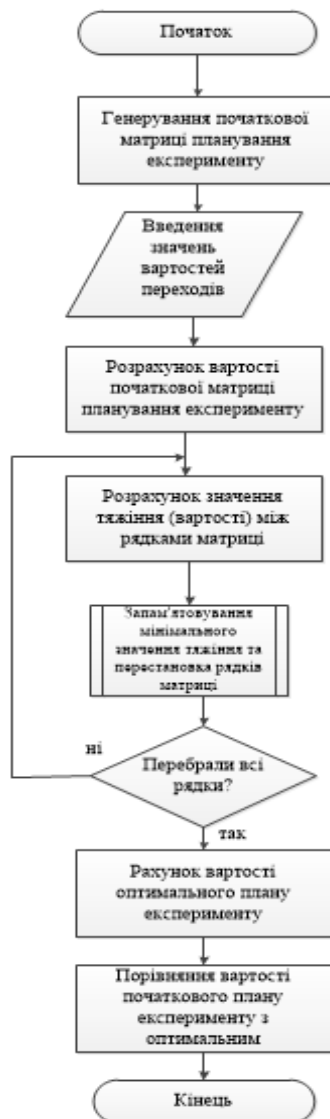 Початок
Генерування початкової
матриці планування
експерименту
Введення
значень
вартостей
переходів
Розрахунок вартості
початкової матриці
планування експерименту
Розрахунок значення
тяжіння (вартості) між
рядками матриці
Запам'ятовування
мінімального
значення тяжіння та
перестановка рядків
матриці
ні
Перебрали всі
рядки?
так
Рахунок вартості
оптимального плану
експерименту
Порівняння вартості
початкового плану
експерименту з
оптимальним
Кінець